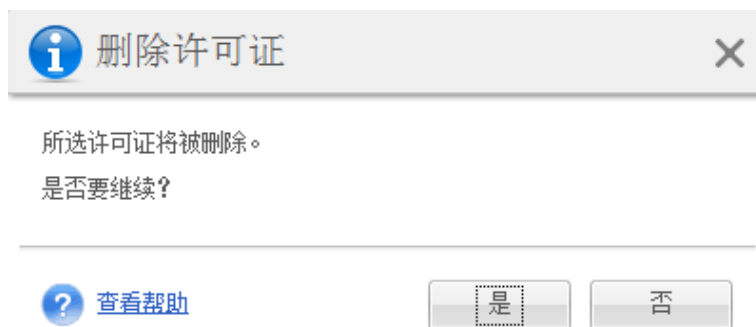 删除许可证
所选许可证将被删除。
是否要继续?
查看帮助
是
否